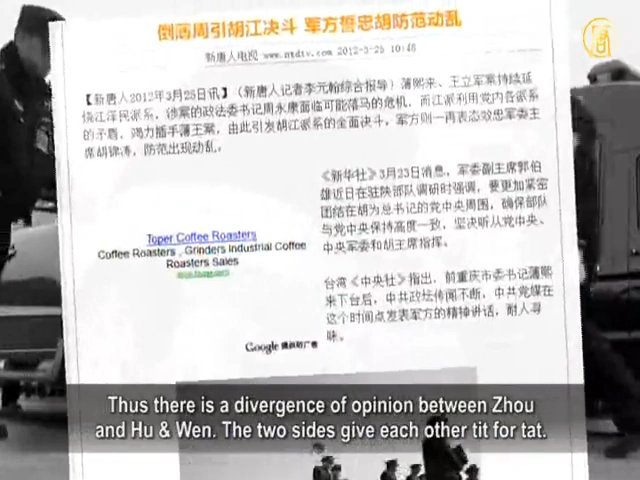 倒薄周引胡江决斗 军方誓忠胡防范动乱
新唐人电视 www.ntdtv.com 2012-3-25 10:48
【新唐人2012年3月25日讯】（新唐人记者李元翰综合报导）薄熙来、王立军案持续延
烧江泽民派系，涉案的政法委书记周永康面临可能落马的危机，而江派利用党内各派系
的矛盾，竭力插手薄王案，由此引发胡江派系的全面决斗，军方则一再表态效忠军委主
席胡锦涛，防范出现动乱。
《新华社》3月23日消息，军委副主席郭伯
雄近日在驻陕部队调研时强调，要更加紧密
团结在胡为总书记的党中央周围，确保部队
与党中央保持高度一致，坚决听从党中央、
中央军委和胡主席指挥。
Toper Coffee Roasters
Coffee Roasters , Grinders Industrial Coffee
Roasters Sales
台湾《中央社》指出，前重庆市委书记薄熙
来下台后，中共政坛传闻不断，中共党媒在
这个时间点发表军方的精神讲话，耐人寻
味。
Google 提供的广告
Thus there is a divergence of opinion between Zhou
and Hu & Wen. The two sides give each other tit for tat.